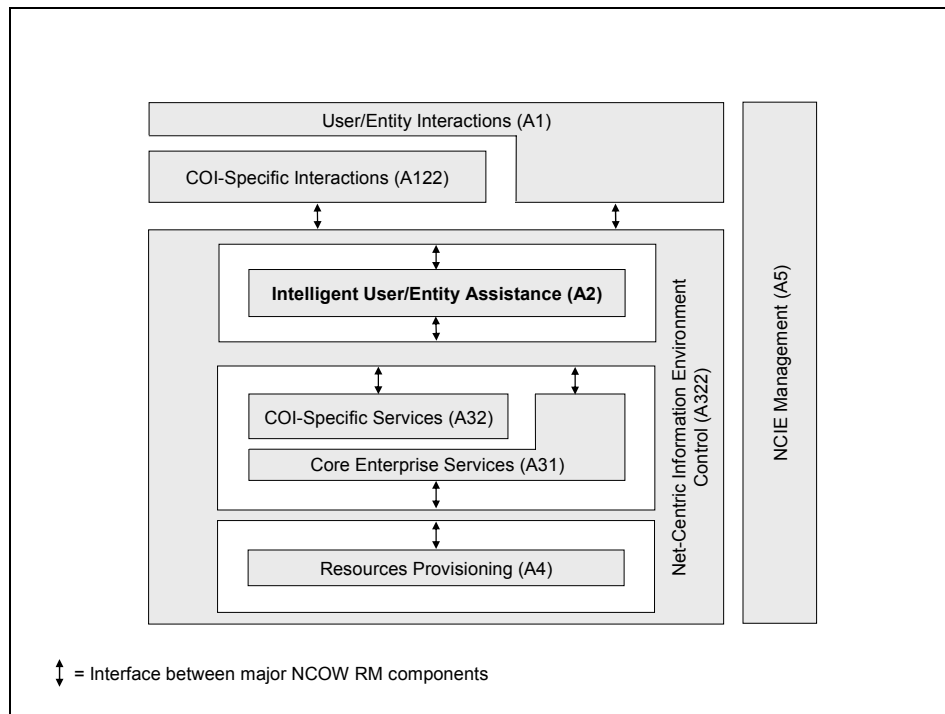 User/Entity Interactions (A1)
COI-Specific Interactions (A122)
Intelligent User/Entity Assistance (A2)
COI-Specific Services (A32)
Core Enterprise Services (A31)
Resources Provisioning (A4)
Net-Centric Information Environment
Control (A322)
NCIE Management (A5)
= Interface between major NCOW RM components